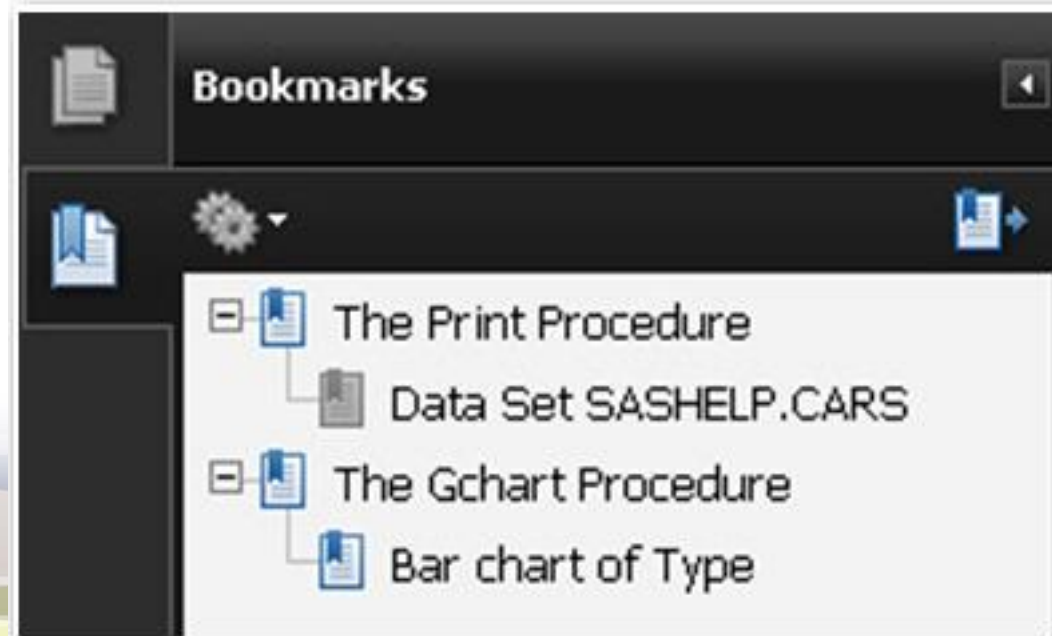 Bookmarks
The Print Procedure
Data Set SASHELP.CARS
The Gchart Procedure
Bar chart of Type